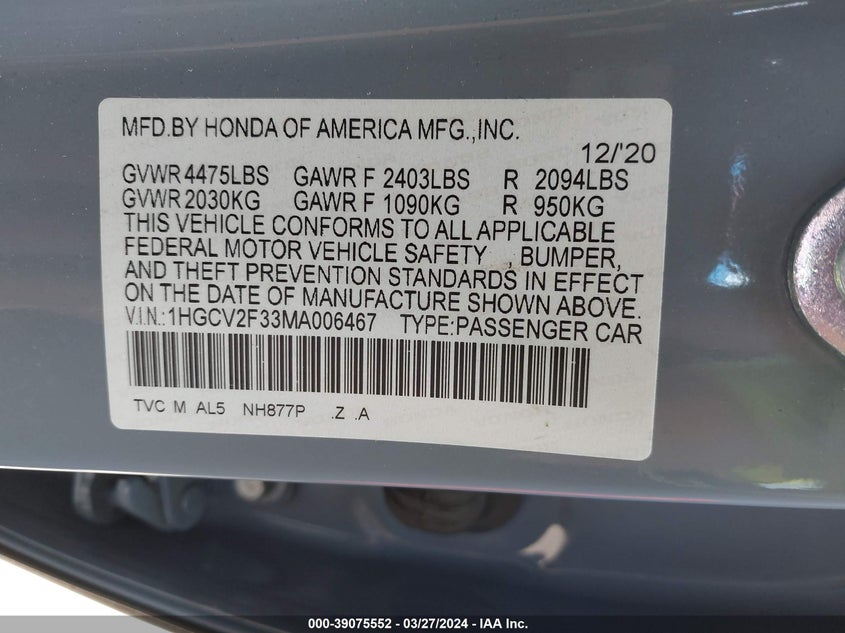 MFD.BY HONDA OF AMERICA MFG.,INC.
12/'20
GVWR 4475LBS GAWR F 2403LBS R 2094LBS
GVWR 2030KG GAWR F 1090KG R 950KG
THIS VEHICLE CONFORMS TO ALL APPLICABLE
FEDERAL MOTOR VEHICLE SAFETY , BUMPER,
AND THEFT PREVENTION STANDARDS IN EFFECT
ON THE DATE OF MANUFACTURE SHOWN ABOVE.
V.I.N.:1HGCV2F33MA006467 TYPE:PASSENGER CAR
TVC M AL5 NH877P .Z .A
000-39075552 - 03/27/2024 - IAA Inc.